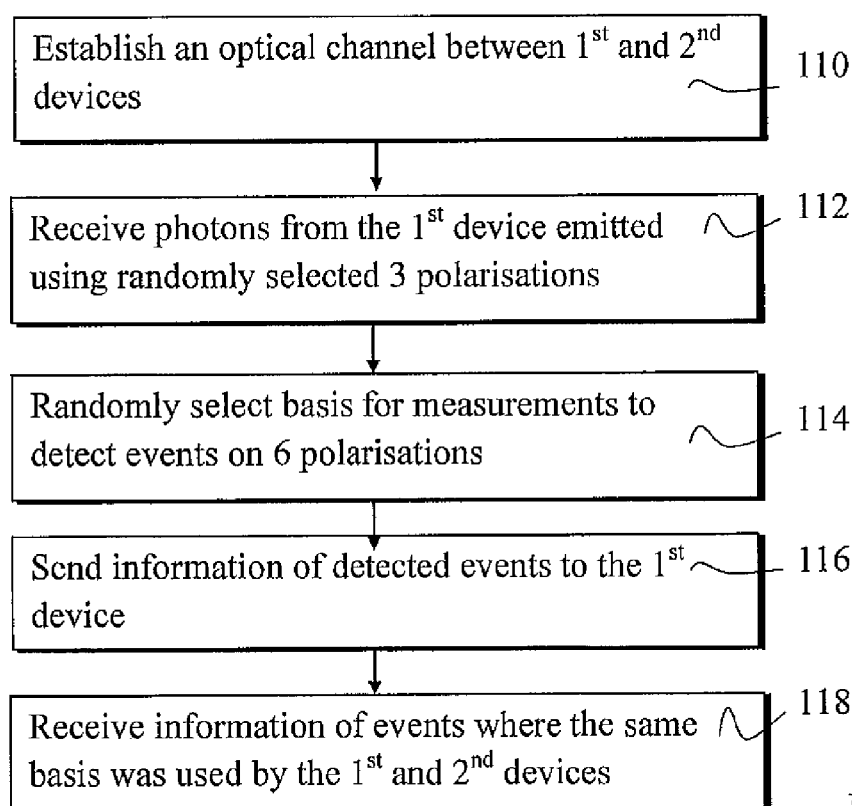 Establish an optical channel between 1st and 2nd
devices
110
Receive photons from the 1st device emitted
using randomly selected 3 polarisations
112
Randomly select basis for measurements to
detect events on 6 polarisations
114
Send information of detected events to the 1st
device
116
Receive information of events where the same
basis was used by the 1st and 2nd devices
118